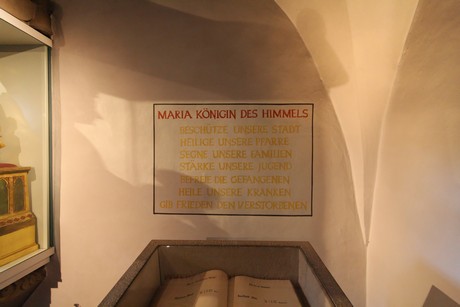 MARIA KÖNIGIN DES HIMMELS
BESCHÜTZE UNSERE STADT
HEILIGE UNSERE PFARRE
SEGNE UNSERE FAMILIEN
STÄRKE UNSERE JUGEND
BEFREIE DIE GEFANGENEN
HEILE UNSERE KRANKEN
GIB FRIEDEN DEN VERSTORBENEN